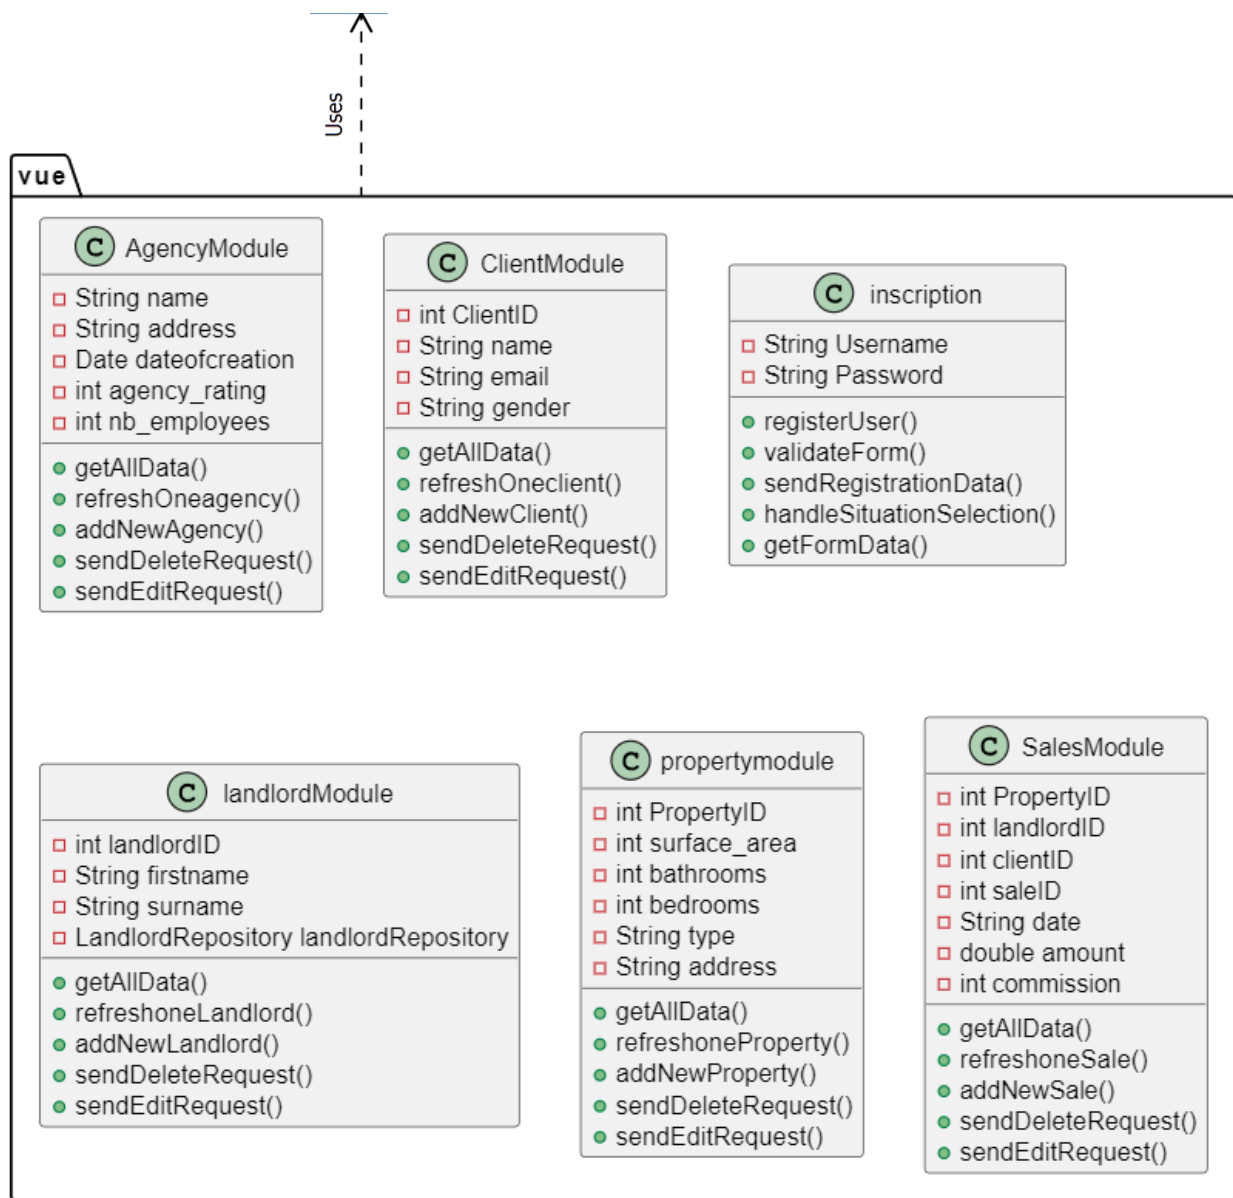 Uses
vue
C AgencyModule
String name
String address
Date dateofcreation
int agency_rating
int nb_employees
getAllData()
refreshOneagency()
addNewAgency()
sendDeleteRequest()
sendEditRequest()
C ClientModule
int ClientID
String name
String email
String gender
getAllData()
refreshOneclient()
addNewClient()
sendDeleteRequest()
sendEditRequest()
C inscription
String Username
String Password
registerUser()
validateForm()
sendRegistrationData()
handleSituationSelection()
getFormData()
C landlordModule
int landlordID
String firstname
String surname
LandlordRepository landlordRepository
getAllData()
refreshoneLandlord()
addNewLandlord()
sendDeleteRequest()
sendEditRequest()
C propertymodule
int PropertyID
int surface_area
int bathrooms
int bedrooms
String type
String address
getAllData()
refreshoneProperty()
addNewProperty()
sendDeleteRequest()
sendEditRequest()
C SalesModule
int PropertyID
int landlordID
int clientID
int saleID
String date
double amount
int commission
getAllData()
refreshoneSale()
addNewSale()
sendDeleteRequest()
sendEditRequest()